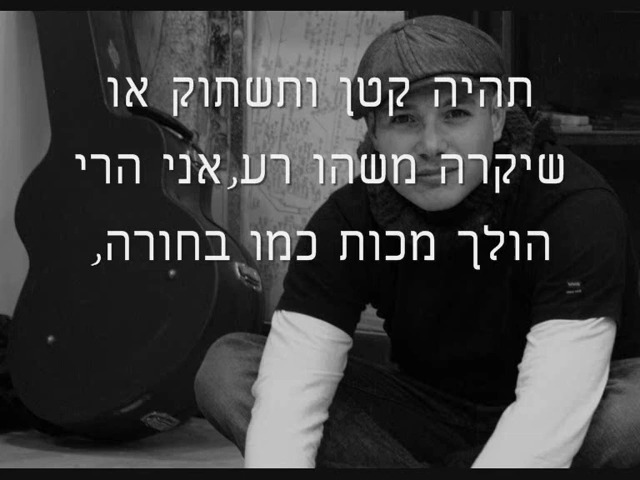 תהיה קטן ותשתוק או
שיקרה משהו רע,אני הרי
הולך מכות כמו בחורה,